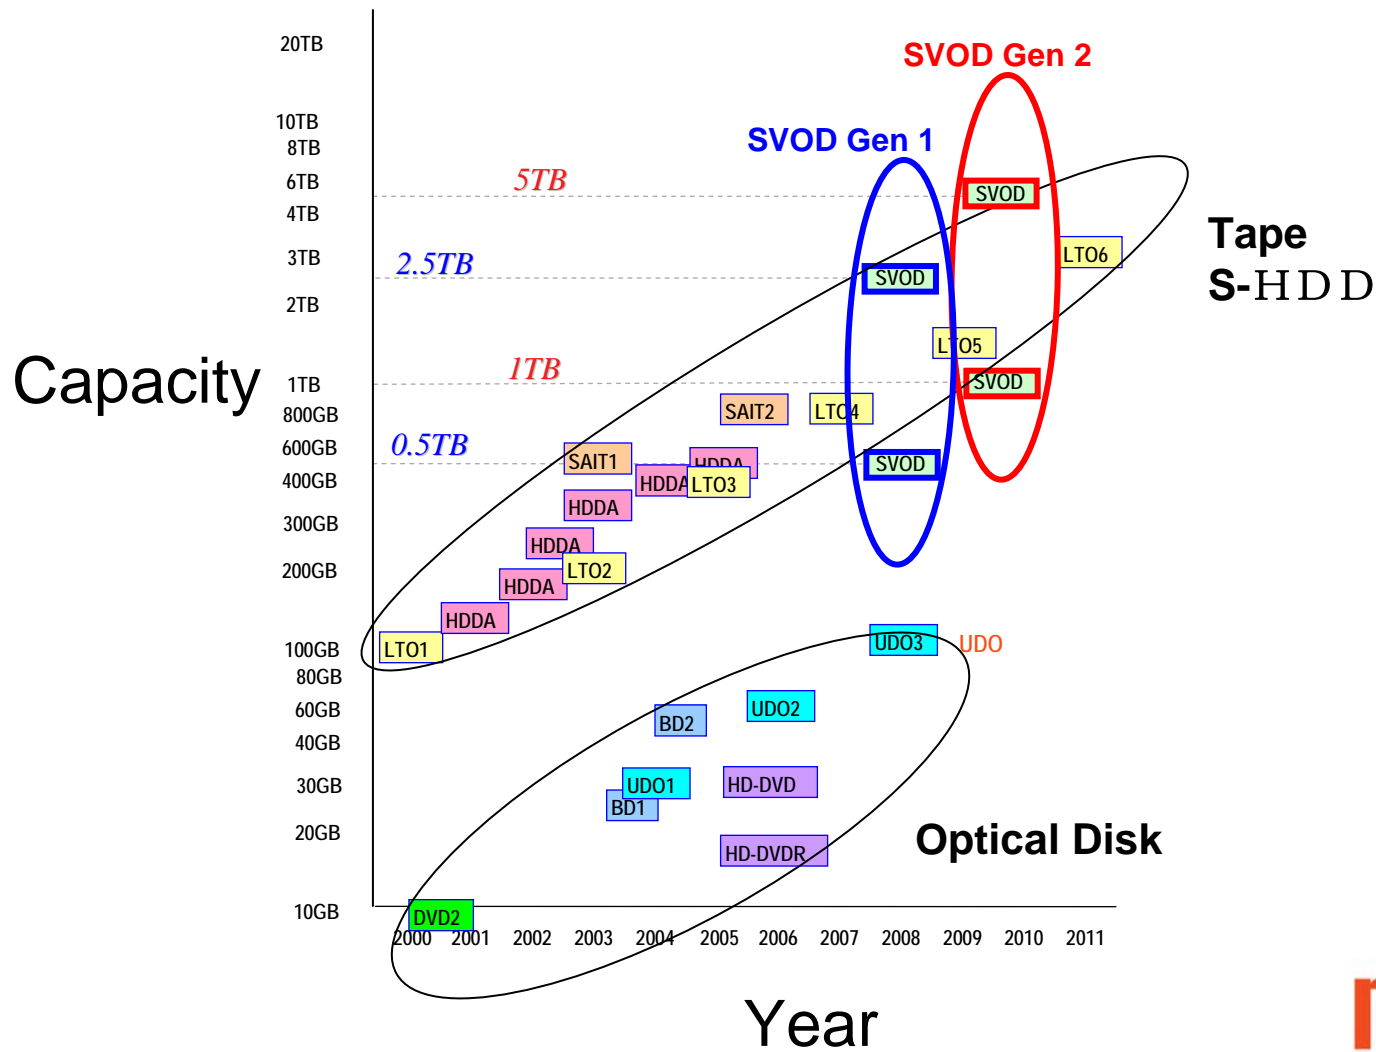 20TB
SVOD Gen 2
10TB
SVOD Gen 1
8TB
6TB
5TB
SVOD
4TB
Tape
S-HDD
3TB
2.5TB
LTO6
SVOD
2TB
LTO5
Capacity
1TB
1TB
SVOD
800GB
SAIT2
LTO4
600GB
0.5TB
SAIT1
HDDA
SVOD
400GB
HDDA
LTO3
HDDA
300GB
HDDA
200GB
LTO2
HDDA
HDDA
100GB
LTO1
UDO3
UDO
80GB
60GB
BD2
UDO2
40GB
30GB
UDO1
HD-DVD
BD1
20GB
HD-DVDR
Optical Disk
10GB
DVD2
2000 2001 2002 2003 2004 2005 2006 2007 2008 2009 2010 2011
Year